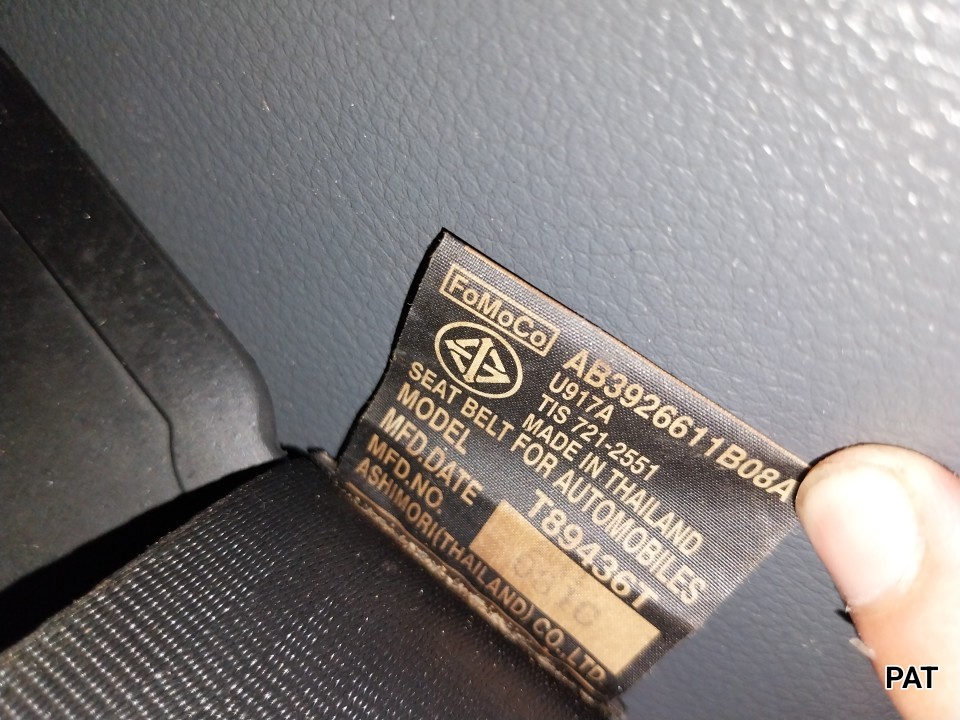 FoMoCo
AB3926611B08A
U917A
TIS 721-2551
MADE IN THAILAND
SEAT BELT FOR AUTOMOBILES
MODEL T89436T
MFD.DATE
MFD.NO.
ASHIMORI(THAILAND) CO.,LTD
PAT